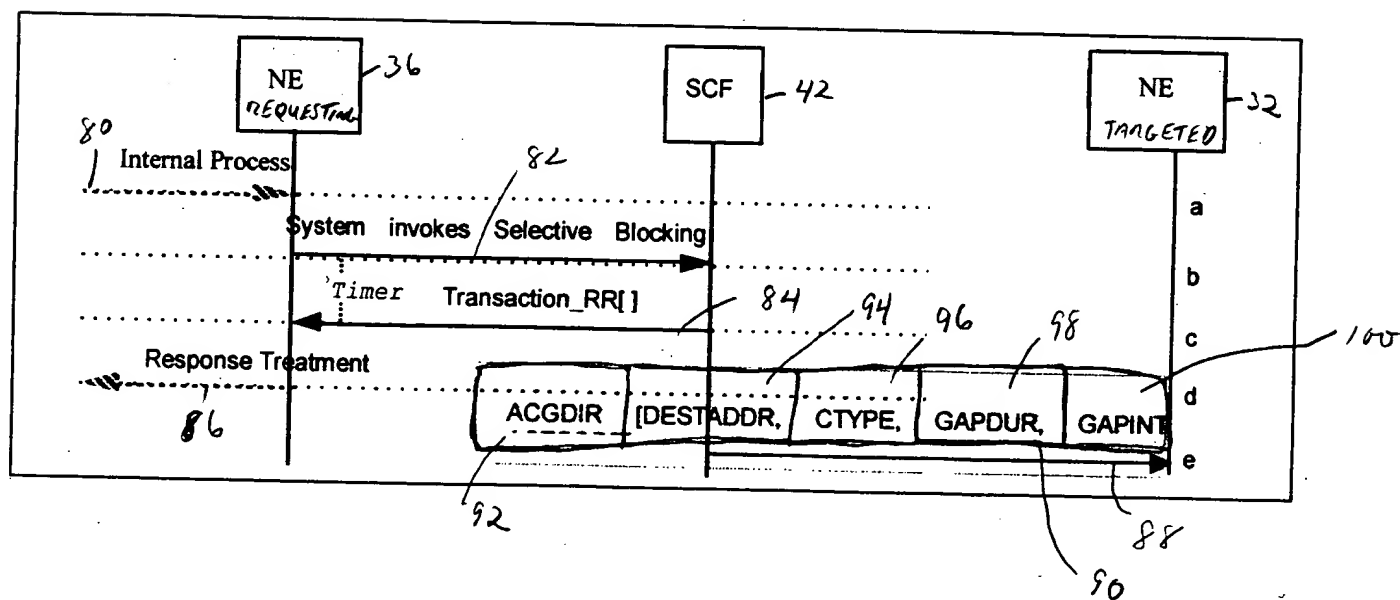 NE
REQUESTING
36
SCF
42
NE
TARGETED
32
80
Internal Process
82
a
System invokes Selective Blocking
b
Timer Transaction_RR[ ]
84
94
96
98
100
c
Response Treatment
86
d
ACGDIR [DESTADDR, CTYPE, GAPDUR, GAPINT
e
92
88
90